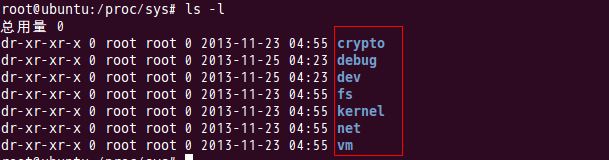 root@ubuntu:/proc/sys# ls -l
总用量 0
dr-xr-xr-x 0 root root 0 2013-11-23 04:55 crypto
dr-xr-xr-x 0 root root 0 2013-11-25 04:23 debug
dr-xr-xr-x 0 root root 0 2013-11-25 04:23 dev
dr-xr-xr-x 0 root root 0 2013-11-23 04:55 fs
dr-xr-xr-x 0 root root 0 2013-11-23 04:55 kernel
dr-xr-xr-x 0 root root 0 2013-11-23 04:55 net
dr-xr-xr-x 0 root root 0 2013-11-23 04:55 vm
root@ubuntu:/proc/sys#